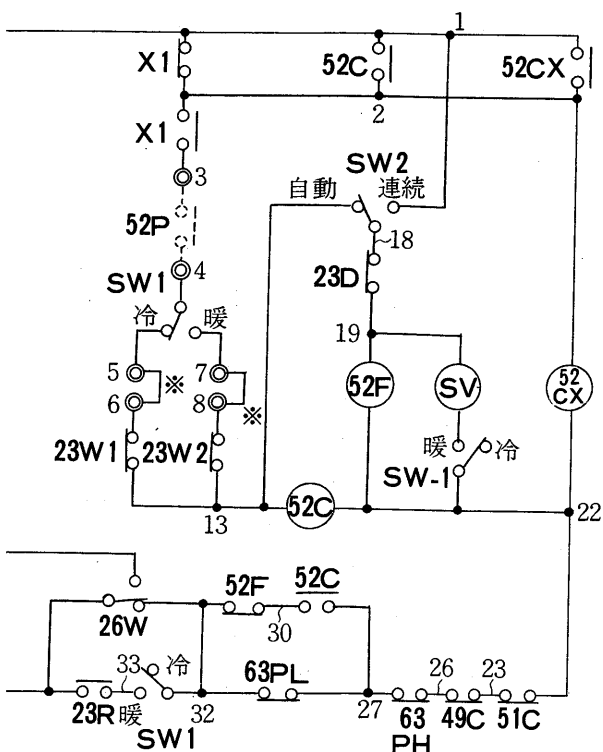 1
X1
52C
52CX
2
X1
SW2
3
自動
連続
52P
18
4
SW1
23D
冷
暖
19
5
7
52F
SV
52
CX
※
6
8
※
暖
冷
23W1
23W2
SW-1
52C
13
22
52F
52C
26W
30
33
冷
63PL
26
23
23R
暖
32
27
63
49C
51C
SW1
PH